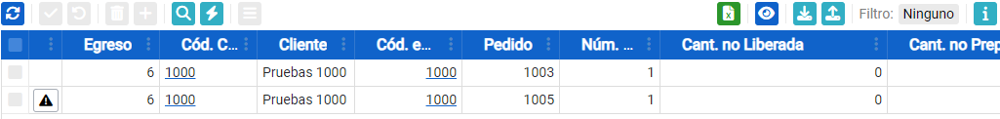 Filtro: Ninguno
Egreso Cód. C... Cliente Cód. e... Pedido Núm. ... Cant. no Liberada Cant. no Prep
6 1000 Pruebas 1000 1000 1003 1 0
6 1000 Pruebas 1000 1000 1005 1 0